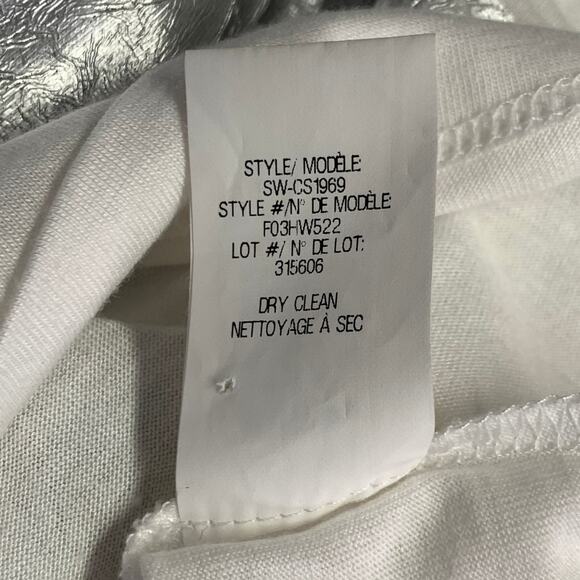 STYLE/ MODÈLE:
SW-CS1969
STYLE #/N° DE MODÈLE:
F03HW522
LOT #/ N° DE LOT:
315606
DRY CLEAN
NETTOYAGE À SEC